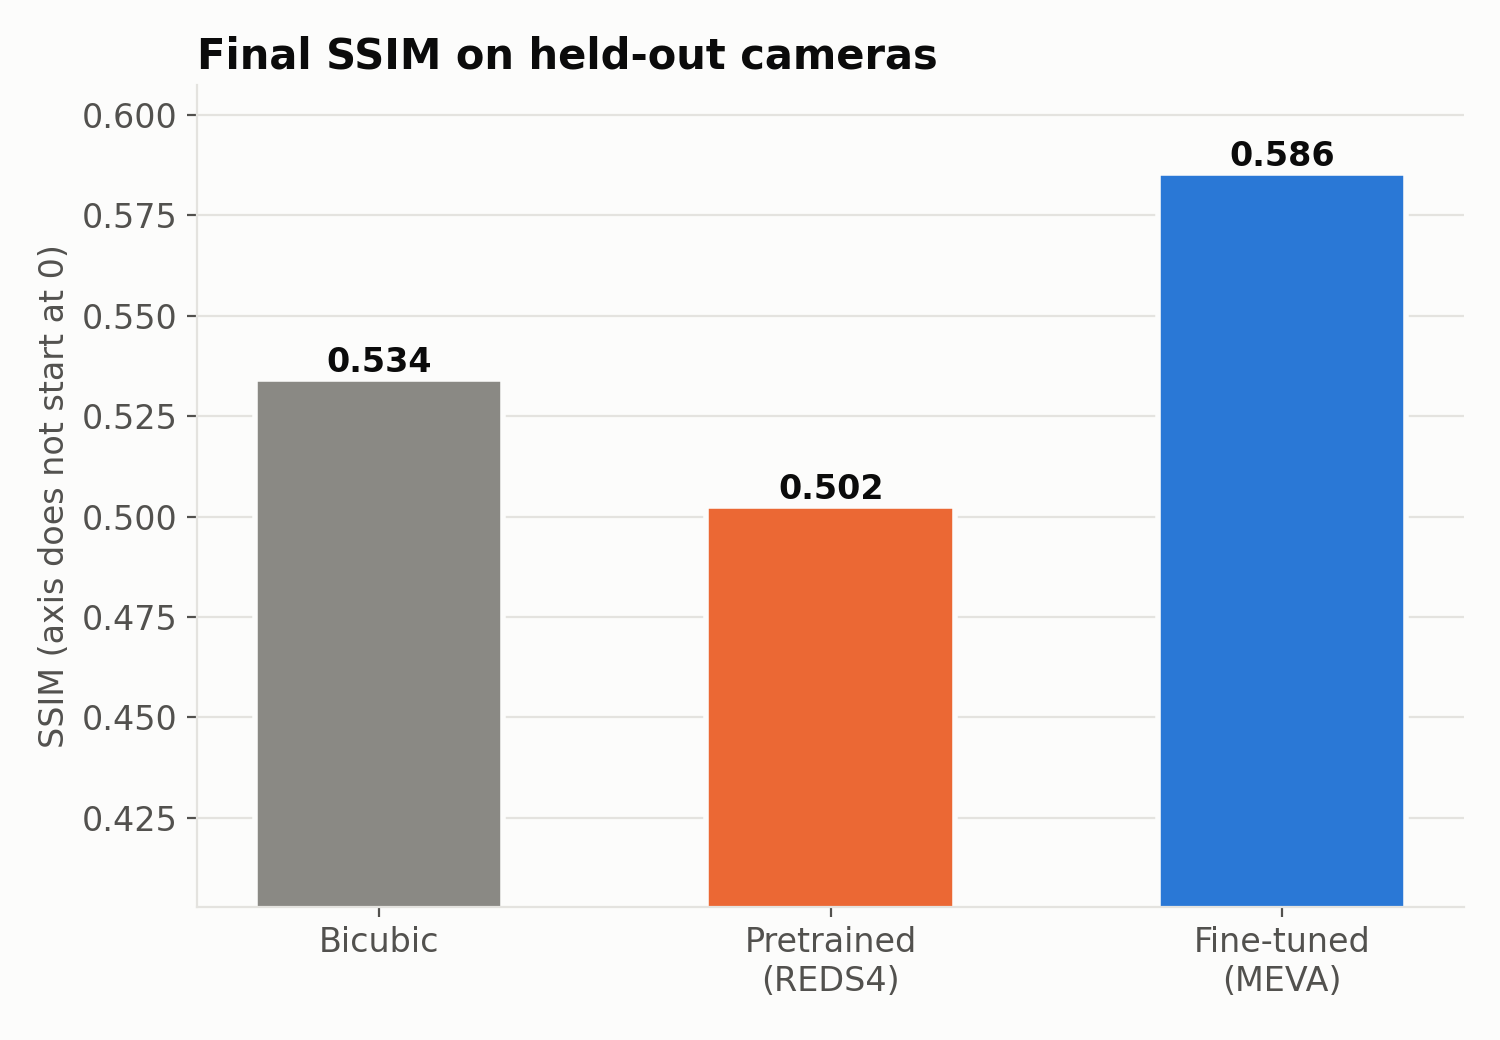 Final SSIM on held-out cameras
SSIM (axis does not start at 0)
0.600
0.575
0.550
0.525
0.500
0.475
0.450
0.425
0.534
0.502
0.586
Bicubic
Pretrained
(REDS4)
Fine-tuned
(MEVA)